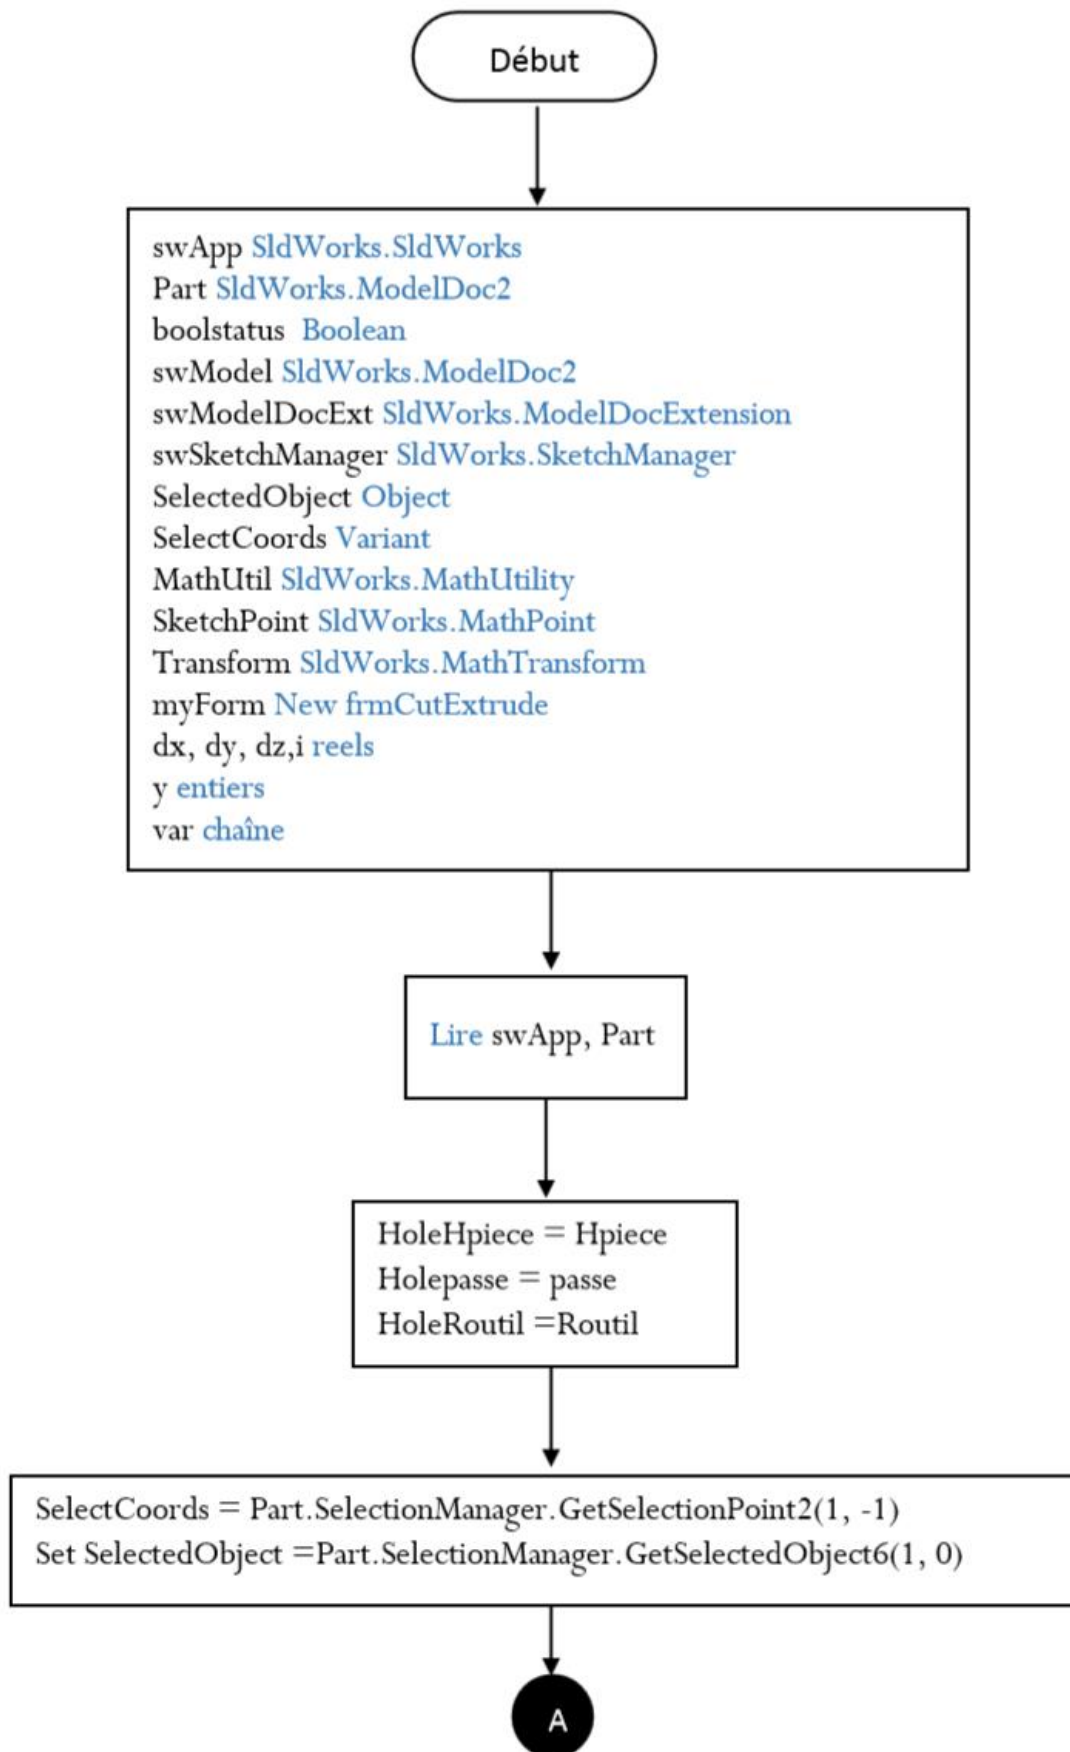 Début
swApp SldWorks.SldWorks
Part SldWorks.ModelDoc2
boolstatus Boolean
swModel SldWorks.ModelDoc2
swModelDocExt SldWorks.ModelDocExtension
swSketchManager SldWorks.SketchManager
SelectedObject Object
SelectCoords Variant
MathUtil SldWorks.MathUtility
SketchPoint SldWorks.MathPoint
Transform SldWorks.MathTransform
myForm New frmCutExtrude
dx, dy, dz,i reels
y entiers
var chaîne
Lire swApp, Part
HoleHpiece = Hpiece
Holepasse = passe
HoleRoutil =Routil
SelectCoords = Part.SelectionManager.GetSelectionPoint2(1, -1)
Set SelectedObject =Part.SelectionManager.GetSelectedObject6(1, 0)
A